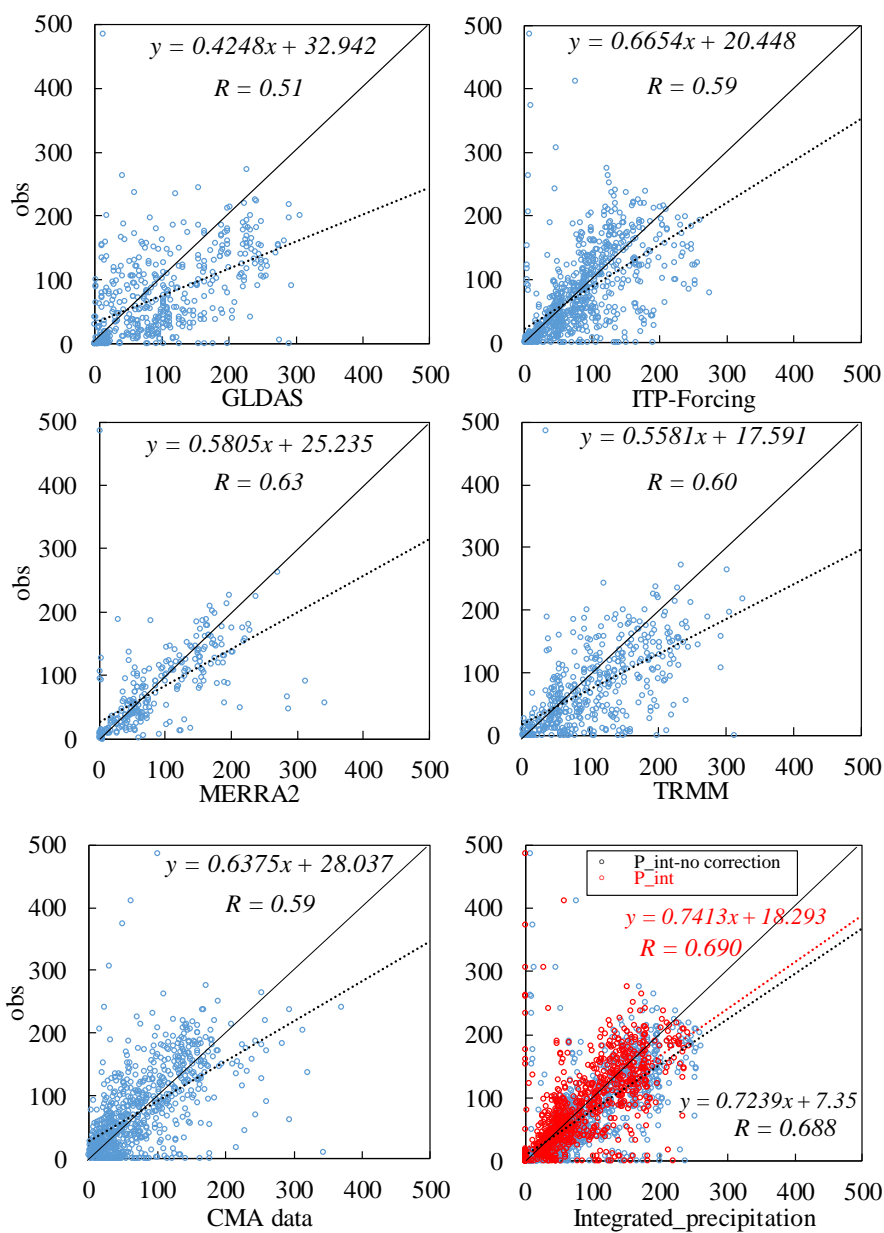 y = 0.4248x + 32.942
R = 0.51
obs
500
400
300
200
100
0
0 100 200 300 400 500
GLDAS
y = 0.6654x + 20.448
R = 0.59
500
400
300
200
100
0
0 100 200 300 400 500
ITP-Forcing
y = 0.5805x + 25.235
R = 0.63
obs
500
400
300
200
100
0
0 100 200 300 400 500
MERRA2
y = 0.5581x + 17.591
R = 0.60
500
400
300
200
100
0
0 100 200 300 400 500
TRMM
y = 0.6375x + 28.037
R = 0.59
obs
500
400
300
200
100
0
0 100 200 300 400 500
CMA data
P_int-no correction
P_int
y = 0.7413x + 18.293
R = 0.690
y = 0.7239x + 7.35
R = 0.688
500
400
300
200
100
0
0 100 200 300 400 500
Integrated_precipitation